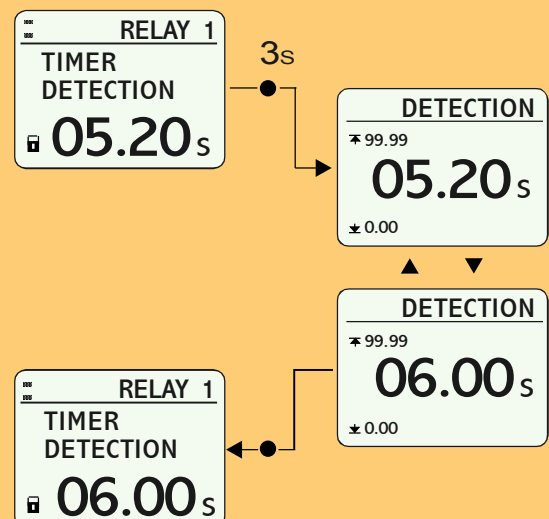 RELAY 1
TIMER
DETECTION
05.20 s
3s
DETECTION
99.99
05.20 s
0.00
DETECTION
99.99
06.00 s
0.00
RELAY 1
TIMER
DETECTION
06.00 s